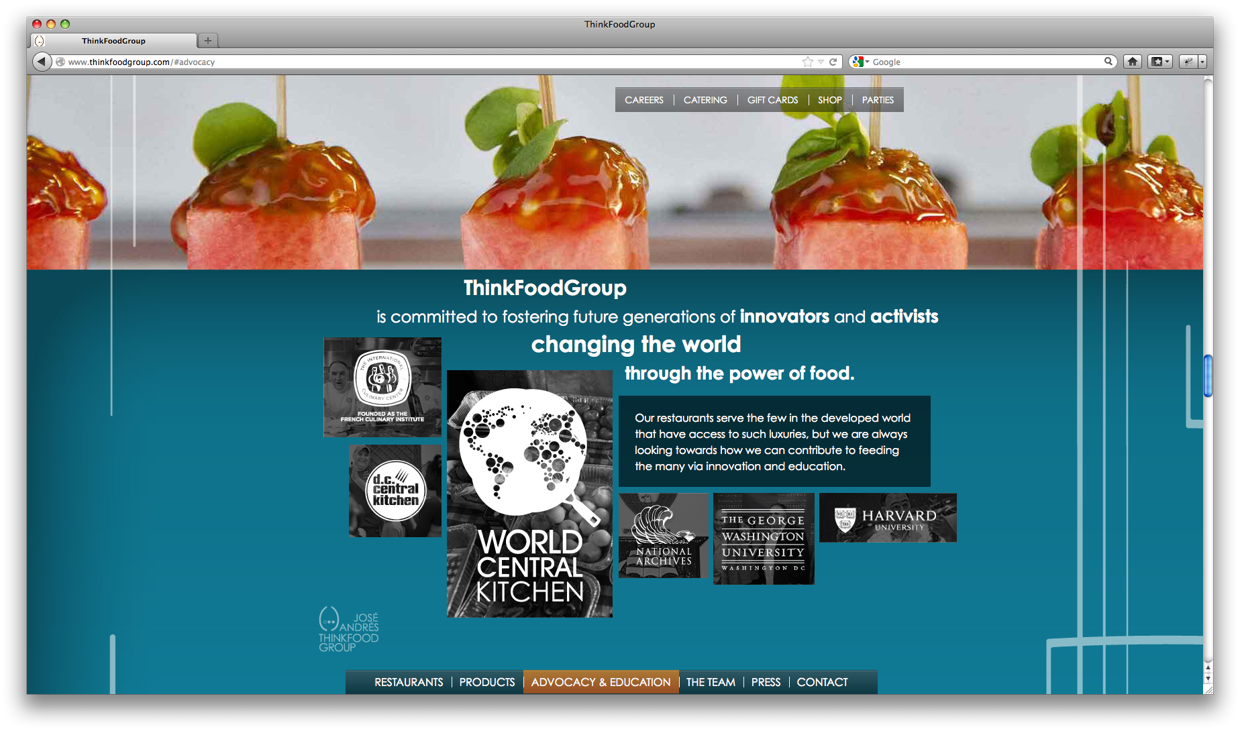 ThinkFoodGroup
ThinkFoodGroup
www.thinkfoodgroup.com/#advocacy
Google
CAREERS | CATERING | GIFT CARDS | SHOP | PARTIES
ThinkFoodGroup
is committed to fostering future generations of innovators and activists
changing the world
through the power of food.
THE INTERNATIONAL
CULINARY CENTER
FOUNDED AS THE
FRENCH CULINARY INSTITUTE
d.c.
central
kitchen
WORLD
CENTRAL
KITCHEN
Our restaurants serve the few in the developed world
that have access to such luxuries, but we are always
looking towards how we can contribute to feeding
the many via innovation and education.
NATIONAL
ARCHIVES
THE GEORGE
WASHINGTON
UNIVERSITY
WASHINGTON DC
HARVARD
UNIVERSITY
JOSÉ
ANDRÉS
THINKFOOD
GROUP
RESTAURANTS | PRODUCTS | ADVOCACY & EDUCATION | THE TEAM | PRESS | CONTACT